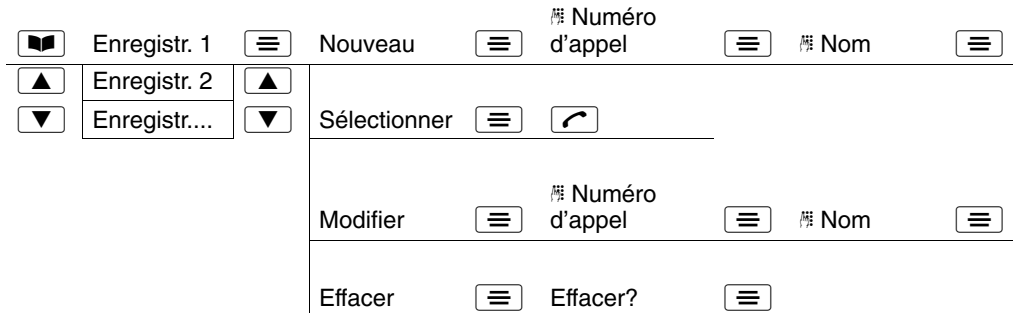 Numéro
Enregistr. 1 Nouveau d'appel Nom
Enregistr. 2
Enregistr.... Sélectionner
Numéro
Modifier d'appel Nom
Effacer Effacer?